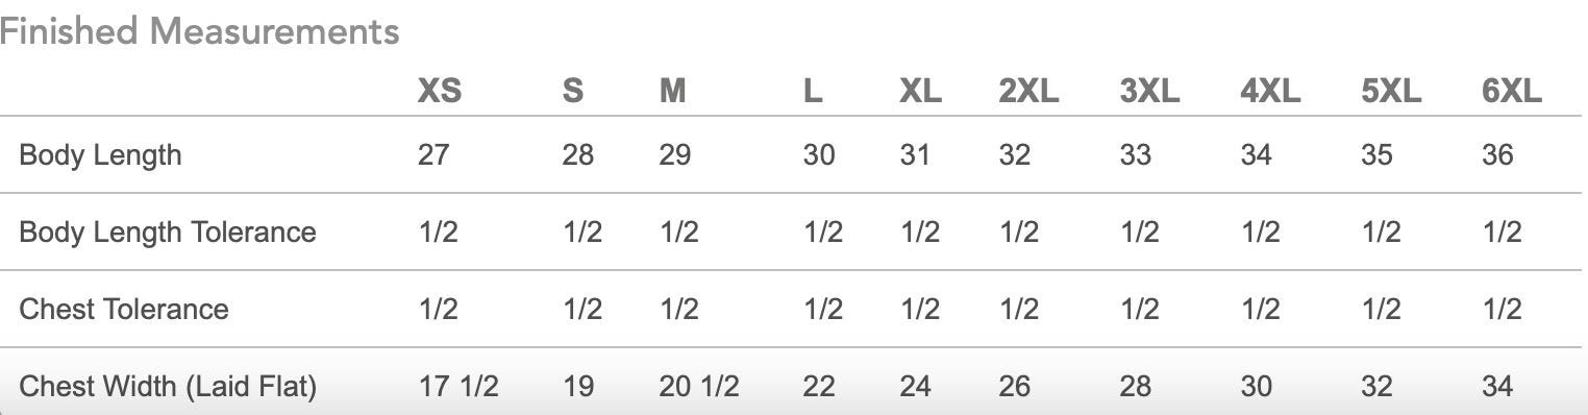 Finished Measurements
XS S M L XL 2XL 3XL 4XL 5XL 6XL
Body Length 27 28 29 30 31 32 33 34 35 36
Body Length Tolerance 1/2 1/2 1/2 1/2 1/2 1/2 1/2 1/2 1/2 1/2
Chest Tolerance 1/2 1/2 1/2 1/2 1/2 1/2 1/2 1/2 1/2 1/2
Chest Width (Laid Flat) 17 1/2 19 20 1/2 22 24 26 28 30 32 34